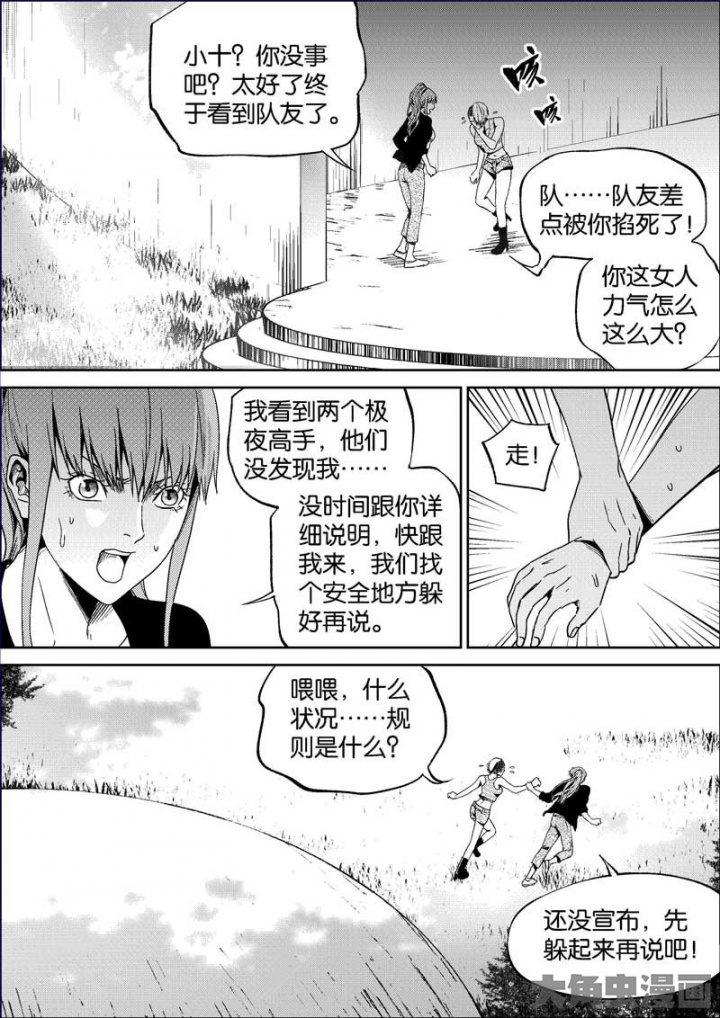 小十？你没事
吧？太好了终
于看到队友了。
咳
咳
队……队友差
点被你掐死了！
你这女人
力气怎么
这么大？
我看到两个极
夜高手，他们
没发现我……
没时间跟你详
细说明，快跟
我来，我们找
个安全地方躲
好再说。
走！
喂喂，什么
状况……规
则是什么？
还没宣布，先
躲起来再说吧！
大鱼虫漫画